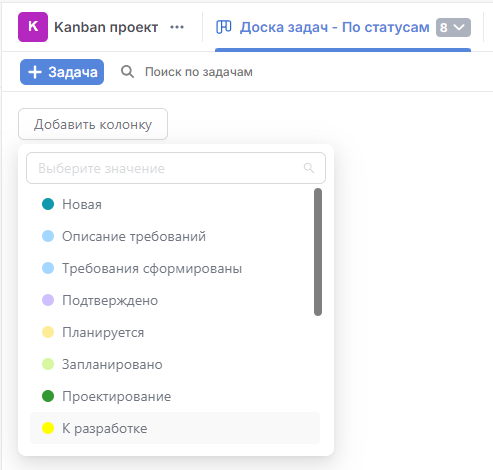 K Kanban проект ••• Доска задач - По статусам 8
+ Задача Поиск по задачам
Добавить колонку
Выберите значение
Новая
Описание требований
Требования сформированы
Подтверждено
Планируется
Запланировано
Проектирование
К разработке